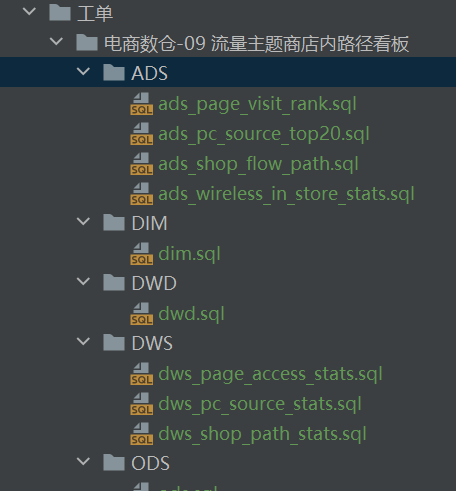 工单
电商数仓-09 流量主题商店内路径看板
ADS
SQL ads_page_visit_rank.sql
SQL ads_pc_source_top20.sql
SQL ads_shop_flow_path.sql
SQL ads_wireless_in_store_stats.sql
DIM
SQL dim.sql
DWD
SQL dwd.sql
DWS
SQL dws_page_access_stats.sql
SQL dws_pc_source_stats.sql
SQL dws_shop_path_stats.sql
ODS